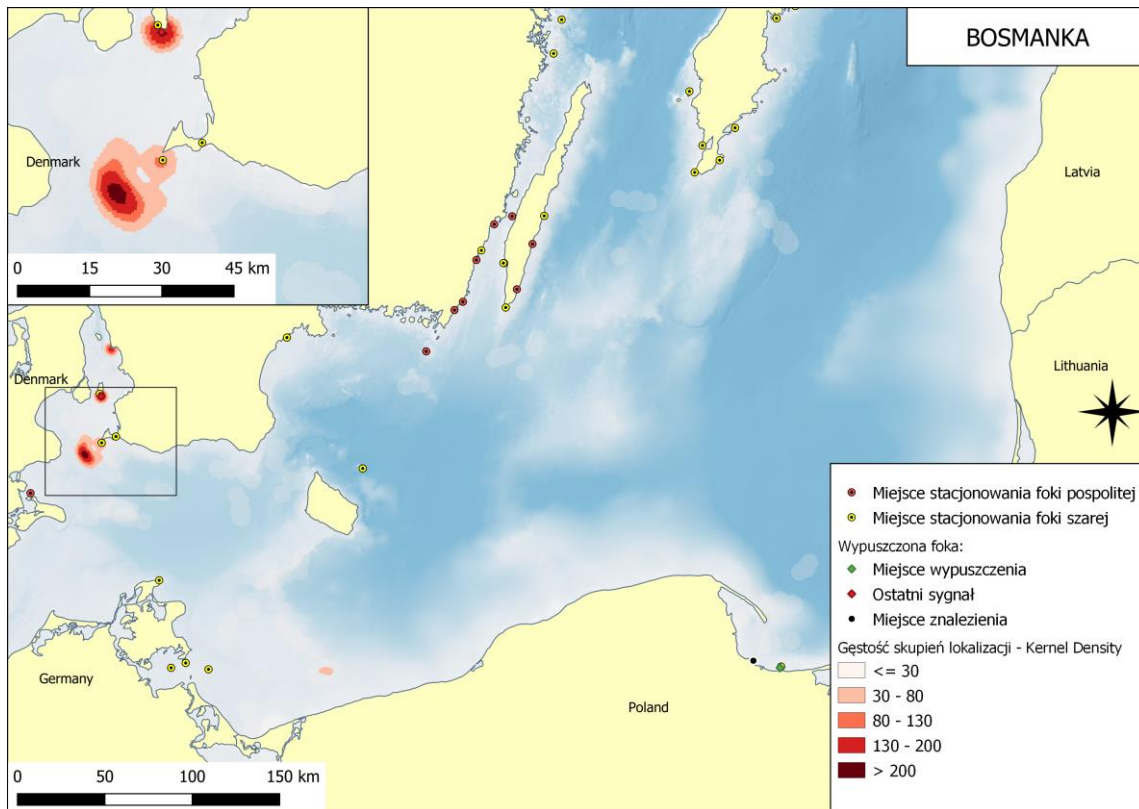 BOSMANKA
Denmark
0 15 30 45 km
Latvia
Lithuania
Denmark
Germany
Poland
0 50 100 150 km
Miejsce stacjonowania foki pospolitej
Miejsce stacjonowania foki szarej
Wypuszczona foka:
Miejsce wypuszczenia
Ostatni sygnał
Miejsce znalezienia
Gęstość skupień lokalizacji - Kernel Density
<= 30
30 - 80
80 - 130
130 - 200
> 200